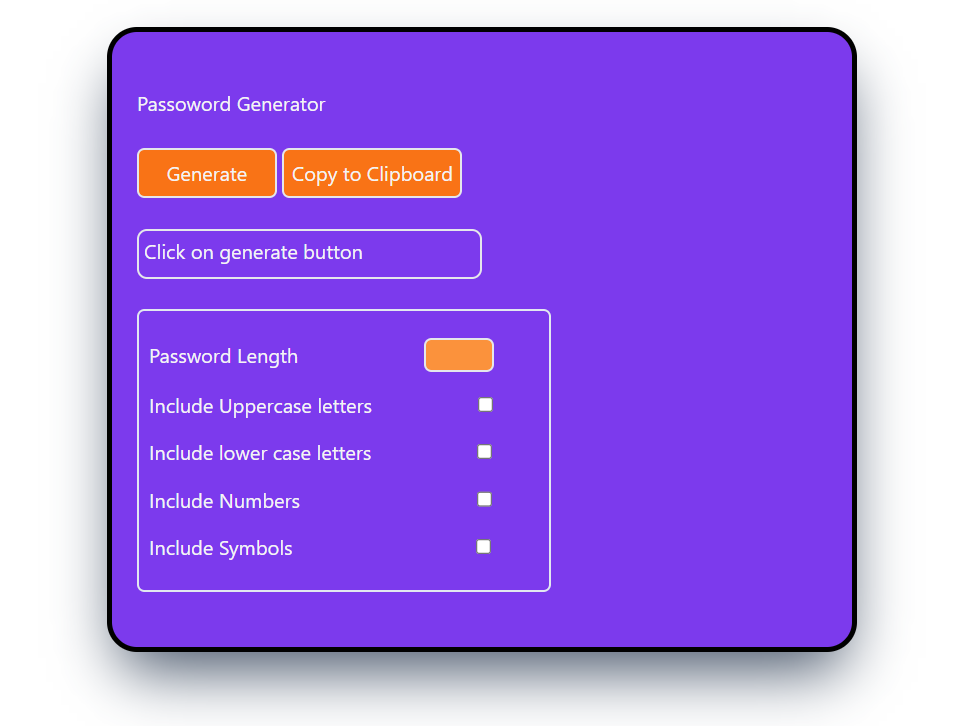 Passoword Generator
Generate
Copy to Clipboard
Click on generate button
Password Length
Include Uppercase letters
Include lower case letters
Include Numbers
Include Symbols